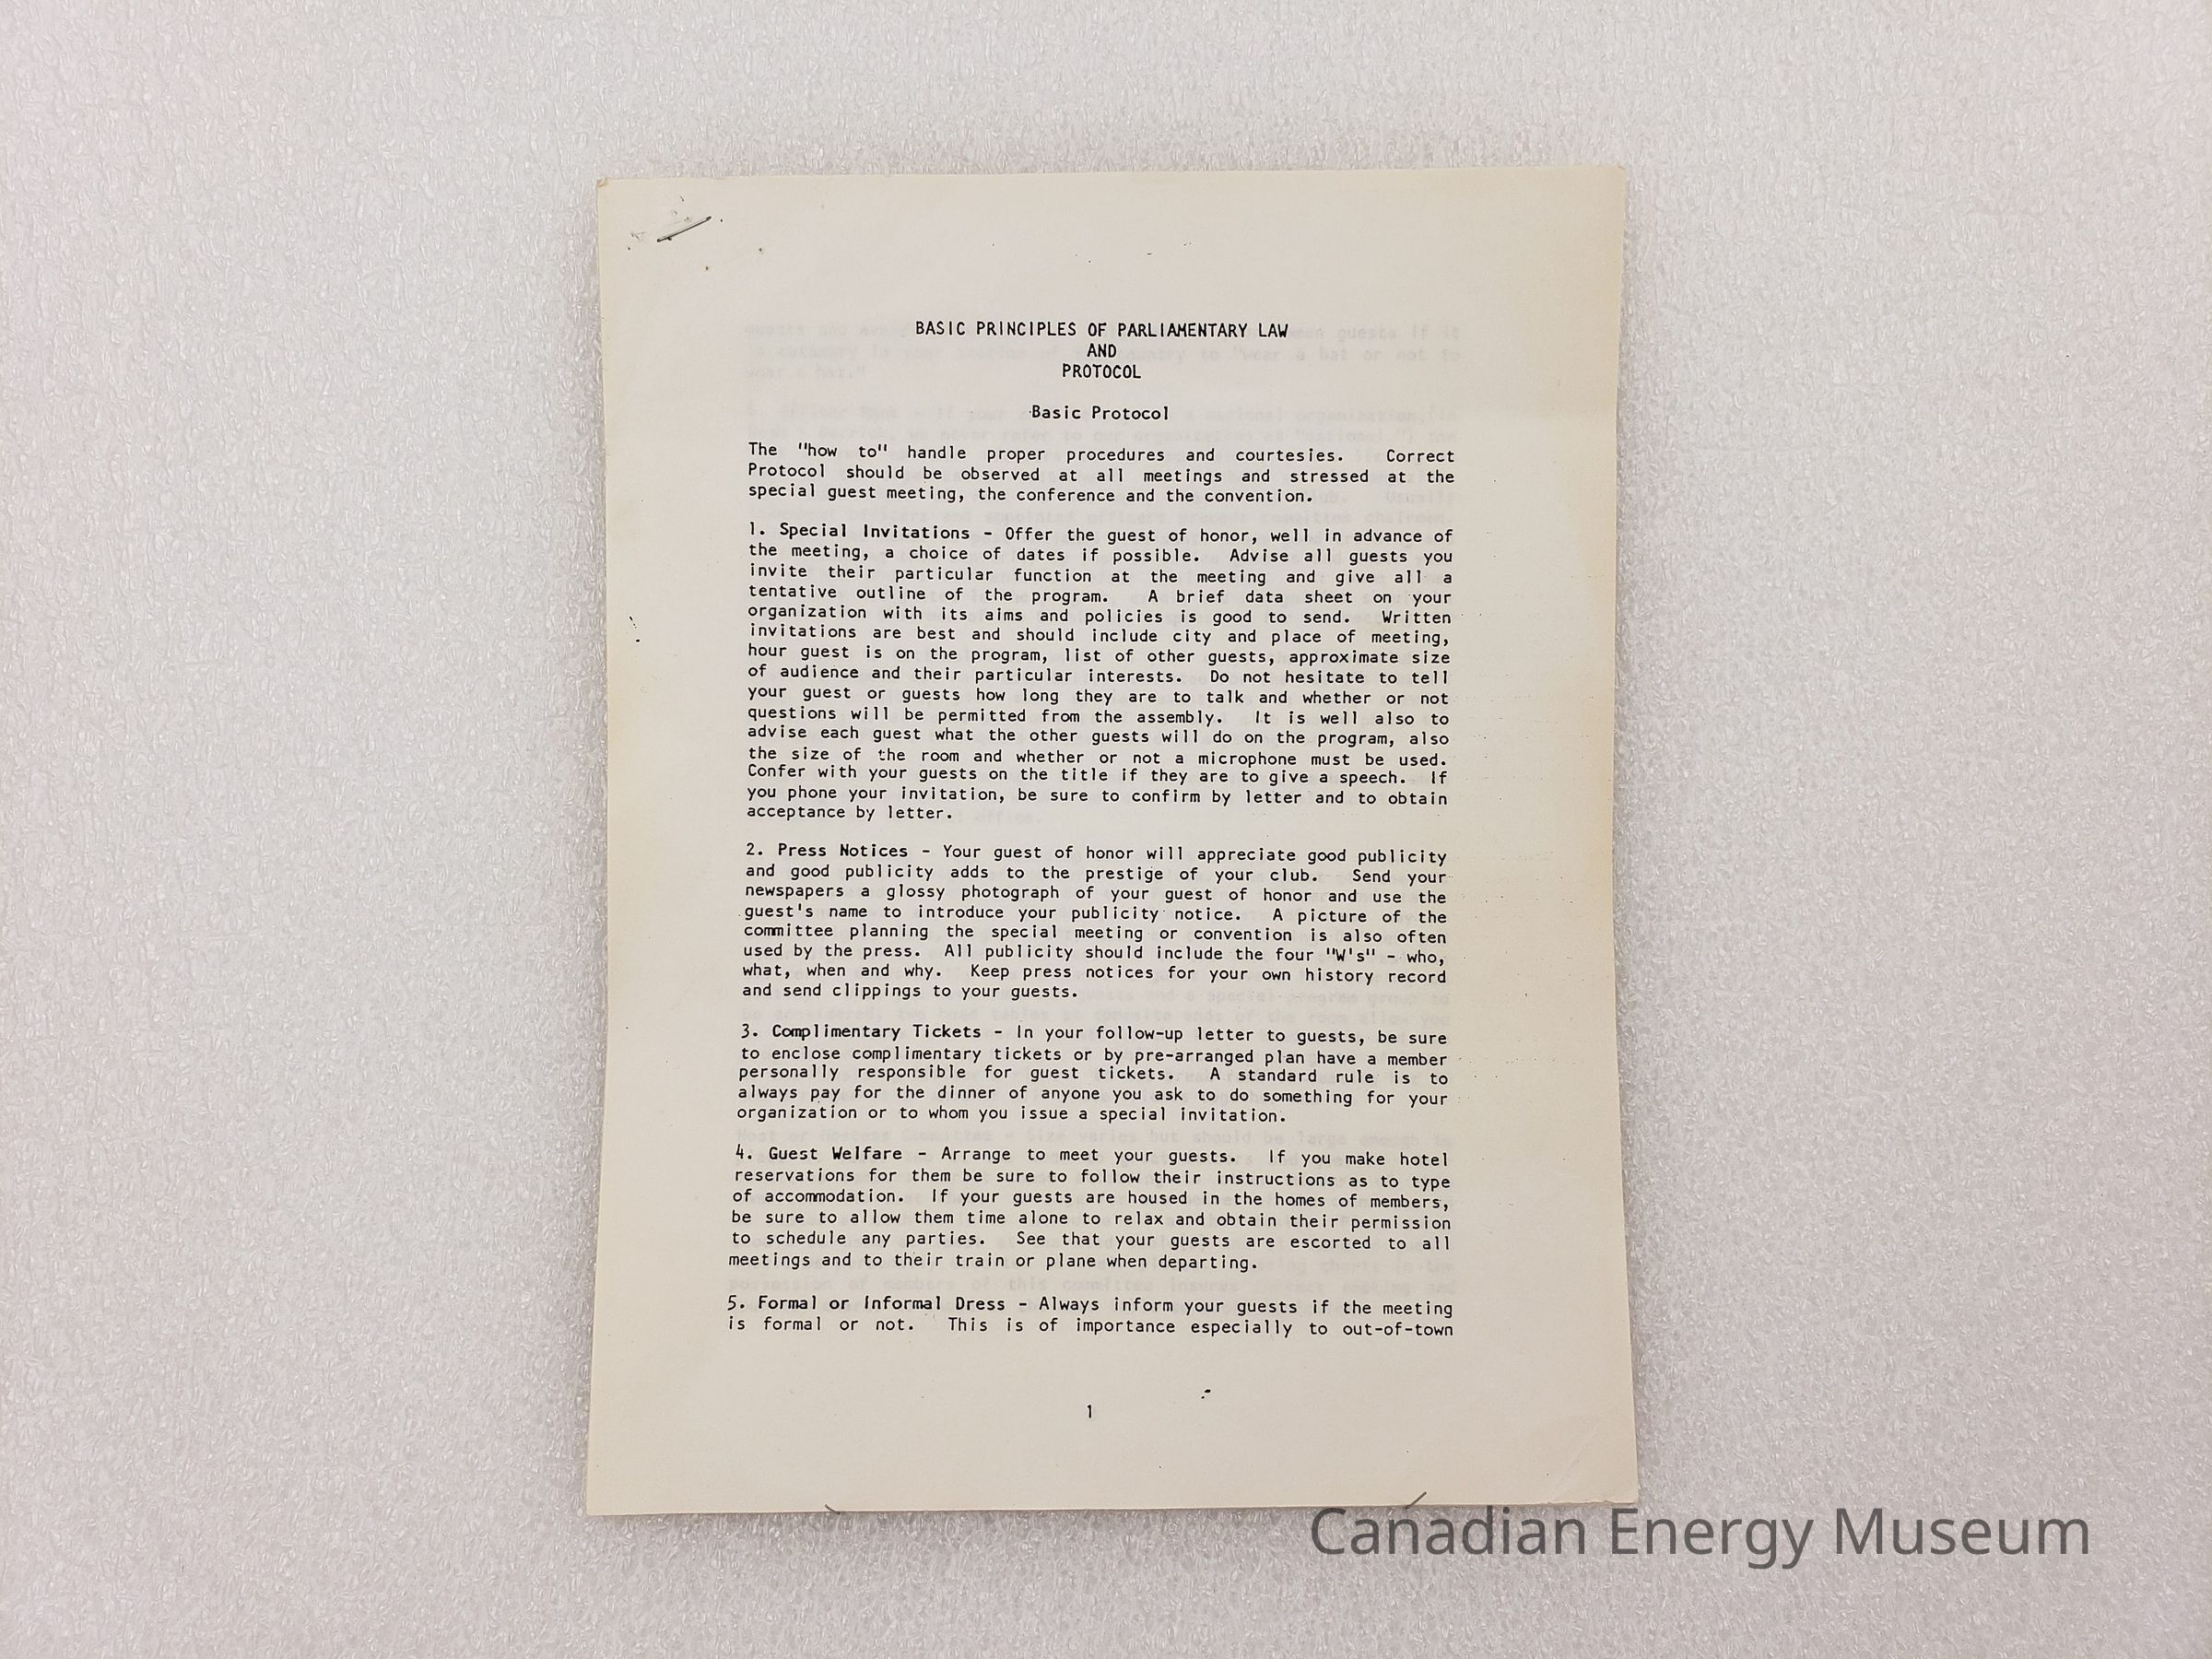 BASIC PRINCIPLES OF PARLIAMENTARY LAW
AND
PROTOCOL
Basic Protocol
The "how to" handle proper procedures and courtesies. Correct
Protocol should be observed at all meetings and stressed at the
special guest meeting, the conference and the convention.
1. Special Invitations - Offer the guest of honor, well in advance of
the meeting, a choice of dates if possible. Advise all guests you
invite their particular function at the meeting and give all a
tentative outline of the program. A brief data sheet on your
organization with its aims and policies is good to send. Written
invitations are best and should include city and place of meeting,
hour guest is on the program, list of other guests, approximate size
of audience and their particular interests. Do not hesitate to tell
your guest or guests how long they are to talk and whether or not
questions will be permitted from the assembly. It is well also to
advise each guest what the other guests will do on the program, also
the size of the room and whether or not a microphone must be used.
Confer with your guests on the title if they are to give a speech. If
you phone your invitation, be sure to confirm by letter and to obtain
acceptance by letter.
2. Press Notices - Your guest of honor will appreciate good publicity
and good publicity adds to the prestige of your club. Send your
newspapers a glossy photograph of your guest of honor and use the
guest's name to introduce your publicity notice. A picture of the
committee planning the special meeting or convention is also often
used by the press. All publicity should include the four "W's" - who,
what, when and why. Keep press notices for your own history record
and send clippings to your guests.
3. Complimentary Tickets - In your follow-up letter to guests, be sure
to enclose complimentary tickets or by pre-arranged plan have a member
personally responsible for guest tickets. A standard rule is to
always pay for the dinner of anyone you ask to do something for your
organization or to whom you issue a special invitation.
4. Guest Welfare - Arrange to meet your guests. If you make hotel
reservations for them be sure to follow their instructions as to type
of accommodation. If your guests are housed in the homes of members,
be sure to allow them time alone to relax and obtain their permission
to schedule any parties. See that your guests are escorted to all
meetings and to their train or plane when departing.
5. Formal or Informal Dress - Always inform your guests if the meeting
is formal or not. This is of importance especially to out-of-town
1
Canadian Energy Museum